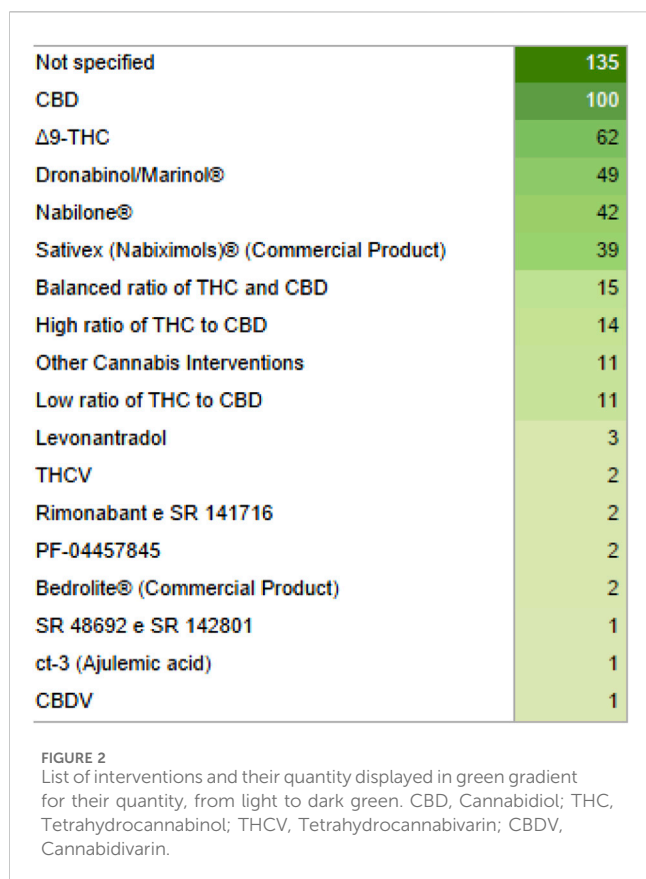 Not specified 135
CBD 100
Δ9-THC 62
Dronabinol/Marinol® 49
Nabilone® 42
Sativex (Nabiximols)® (Commercial Product) 39
Balanced ratio of THC and CBD 15
High ratio of THC to CBD 14
Other Cannabis Interventions 11
Low ratio of THC to CBD 11
Levonantradol 3
THCV 2
Rimonabant e SR 141716 2
PF-04457845 2
Bedrolite® (Commercial Product) 2
SR 48692 e SR 142801 1
ct-3 (Ajulemic acid) 1
CBDV 1
FIGURE 2
List of interventions and their quantity displayed in green gradient
for their quantity, from light to dark green. CBD, Cannabidiol; THC,
Tetrahydrocannabinol; THCV, Tetrahydrocannabivarin; CBDV,
Cannabidivarin.